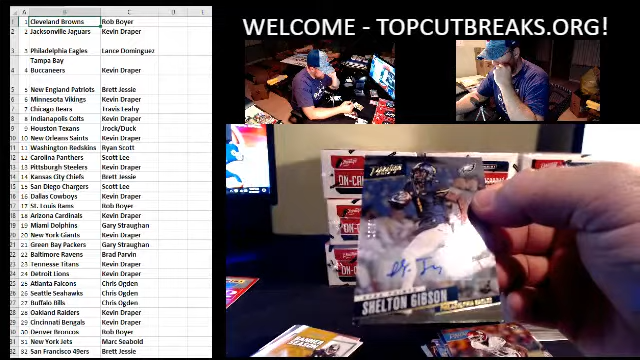 WELCOME - TOPCUTBREAKS.ORG!
A B C D E
1 Cleveland Browns Rob Boyer
2 Jacksonville Jaguars Kevin Draper
3 Philadelphia Eagles Lance Dominguez
Tampa Bay
4 Buccaneers Kevin Draper
5 New England Patriots Brett Jessie
6 Minnesota Vikings Kevin Draper
7 Chicago Bears Travis Leahy
8 Indianapolis Colts Kevin Draper
9 Houston Texans Jrock/Duck
10 New Orleans Saints Kevin Draper
11 Washington Redskins Ryan Scott
12 Carolina Panthers Scott Lee
13 Pittsburgh Steelers Kevin Draper
14 Kansas City Chiefs Brett Jessie
15 San Diego Chargers Scott Lee
16 Dallas Cowboys Kevin Draper
17 St. Louis Rams Rob Boyer
18 Arizona Cardinals Kevin Draper
19 Miami Dolphins Gary Straughan
20 New York Giants Kevin Draper
21 Green Bay Packers Gary Straughan
22 Baltimore Ravens Brad Parvin
23 Tennessee Titans Kevin Draper
24 Detroit Lions Kevin Draper
25 Atlanta Falcons Chris Ogden
26 Seattle Seahawks Chris Ogden
27 Buffalo Bills Chris Ogden
28 Oakland Raiders Kevin Draper
29 Cincinnati Bengals Kevin Draper
30 Denver Broncos Rob Boyer
31 New York Jets Marc Seabold
32 San Francisco 49ers Brett Jessie
SHELTON GIBSON
BANNER
SEASON